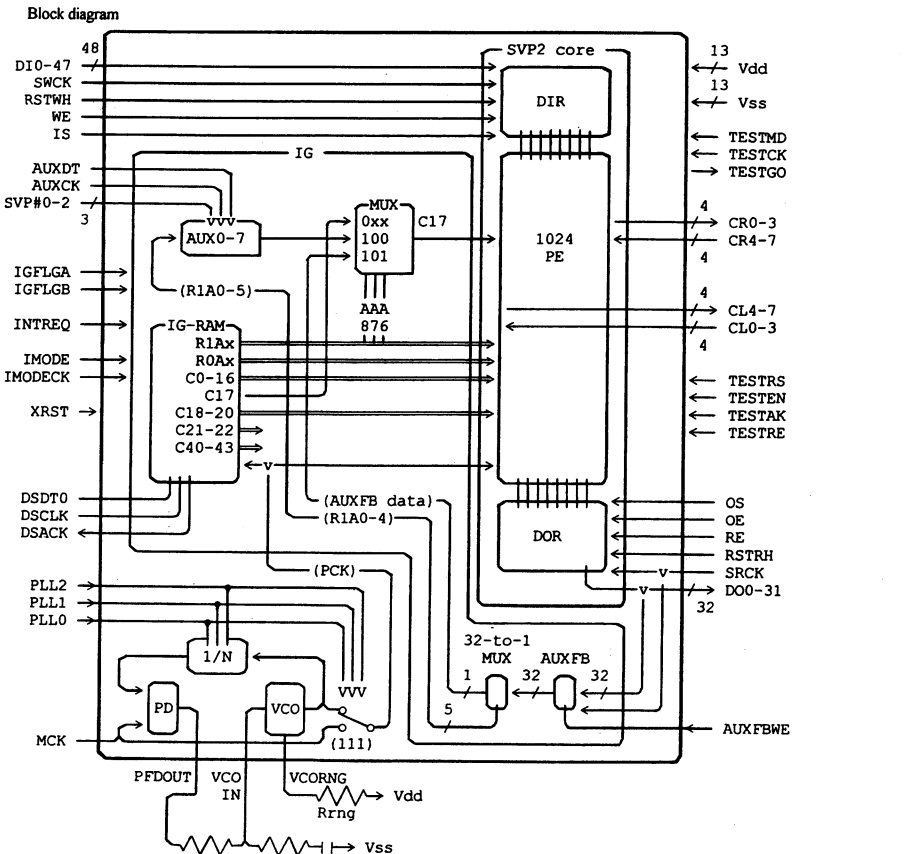 Block diagram
48
DI0-47
SWCK
RSTWH
WE
IS
SVP2 core
DIR
13
Vdd
13
Vss
TESTMD
TESTCK
TESTGO
IG
AUXDT
AUXCK
SVP#0-2
3
VVV
AUX0-7
MUX
0xx
100
101
C17
1024
PE
4
CR0-3
CR4-7
4
IGFLGA
IGFLGB
(R1A0-5)
AAA
876
4
CL4-7
CL0-3
4
INTREQ
IMODE
IMODECK
XRST
IG-RAM
R1Ax
R0Ax
C0-16
C17
C18-20
C21-22
C40-43
v
TESTRS
TESTEN
TESTAK
TESTRE
DSDT0
DSCLK
DSACK
(AUXFB data)
(R1A0-4)
DOR
OS
OE
RE
RSTRH
SRCK
v
DO0-31
v
32
(PCK)
PLL2
PLL1
PLL0
1/N
VVV
32-to-1
MUX
AUXFB
1
32
32
5
PD
VCO
(111)
MCK
AUXFBWE
PFDOUT
VCO
IN
VCORNG
Vdd
Rrng
Vss